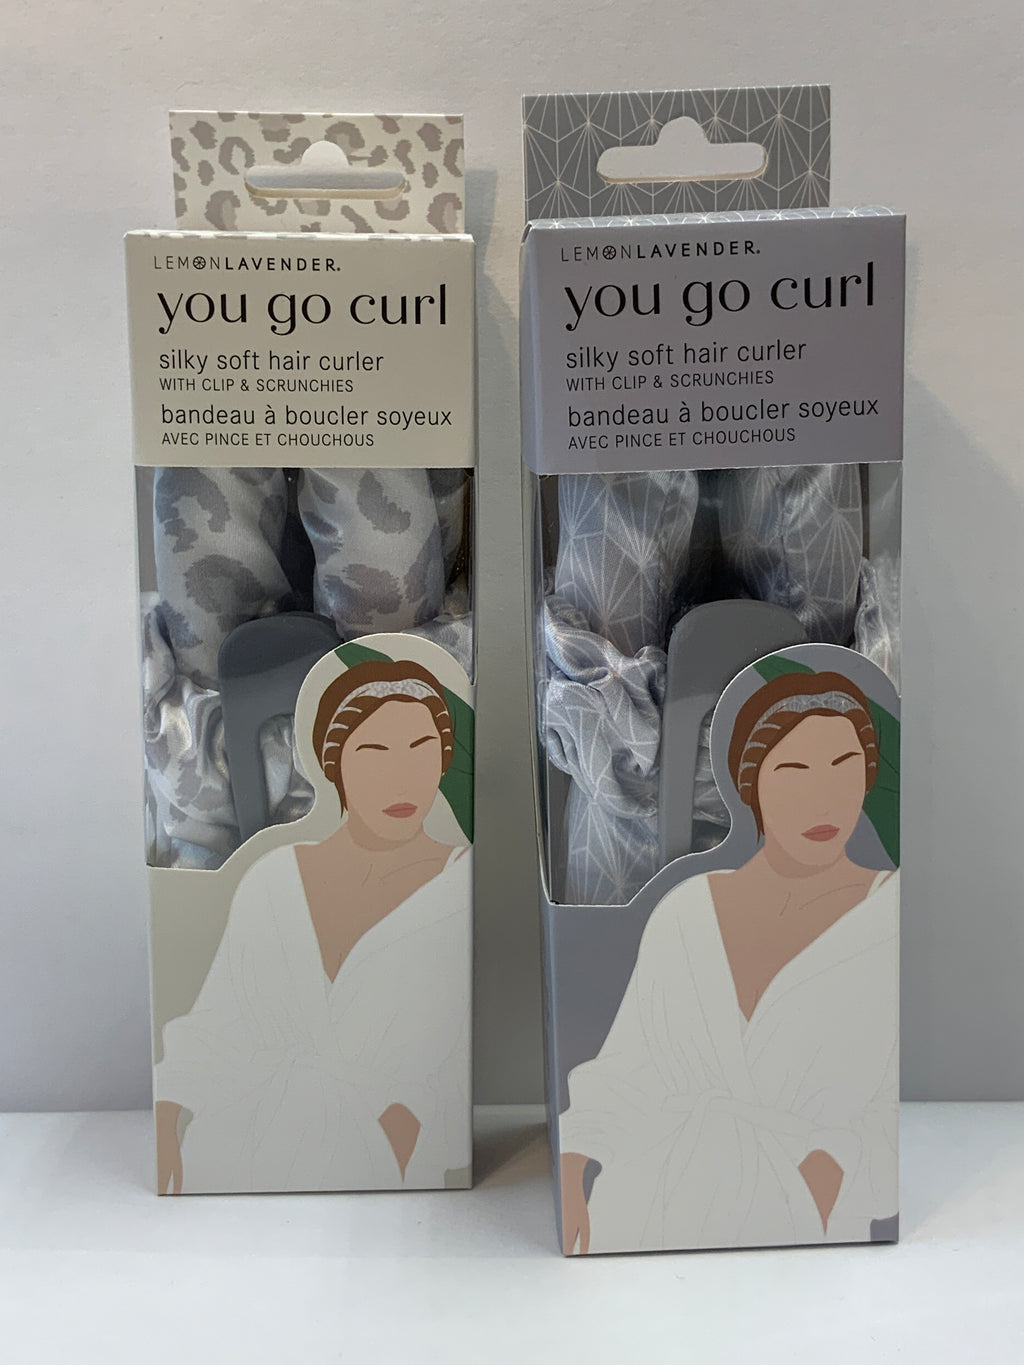 LEMONLAVENDER®
you go curl
silky soft hair curler
WITH CLIP & SCRUNCHIES
bandeau à boucler soyeux
AVEC PINCE ET CHOUCHOUS
LEMONLAVENDER®
you go curl
silky soft hair curler
WITH CLIP & SCRUNCHIES
bandeau à boucler soyeux
AVEC PINCE ET CHOUCHOUS